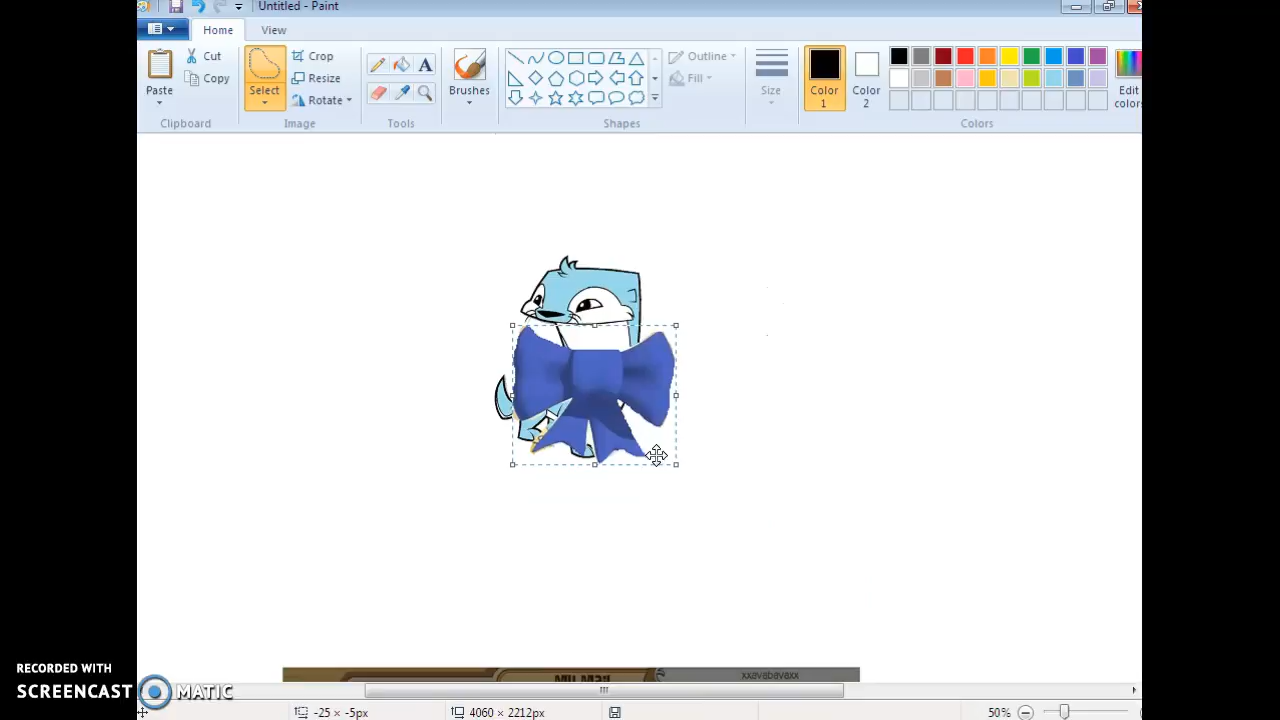 Untitled - Paint
Home View
Paste
Cut
Copy
Clipboard
Select
Crop
Resize
Rotate
Image
A
Tools
Brushes
Outline
Fill
Shapes
Size
Color 1
Color 2
Edit colors
Colors
xxavabavaxx
RECORDED WITH
SCREENCAST MATIC
-25 × -5px
4060 × 2212px
50%